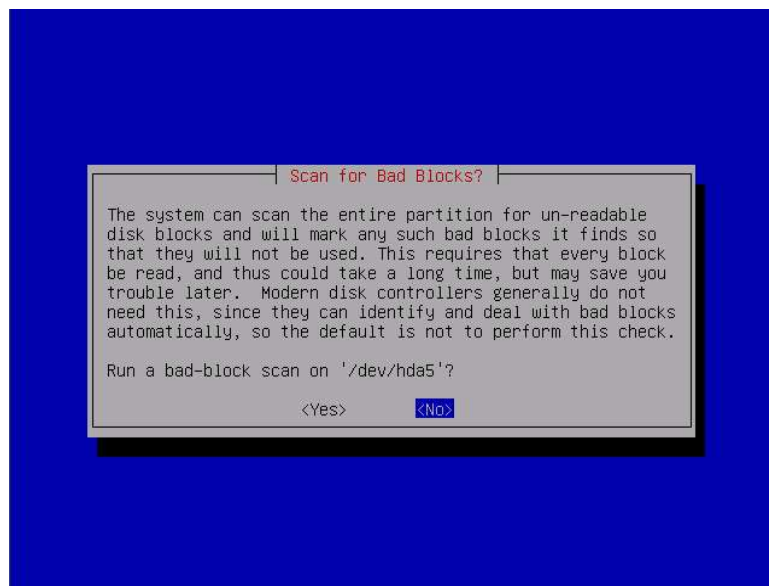 Scan for Bad Blocks?
The system can scan the entire partition for un-readable
disk blocks and will mark any such bad blocks it finds so
that they will not be used. This requires that every block
be read, and thus could take a long time, but may save you
trouble later.  Modern disk controllers generally do not
need this, since they can identify and deal with bad blocks
automatically, so the default is not to perform this check.
Run a bad-block scan on '/dev/hda5'?
<Yes> <No>